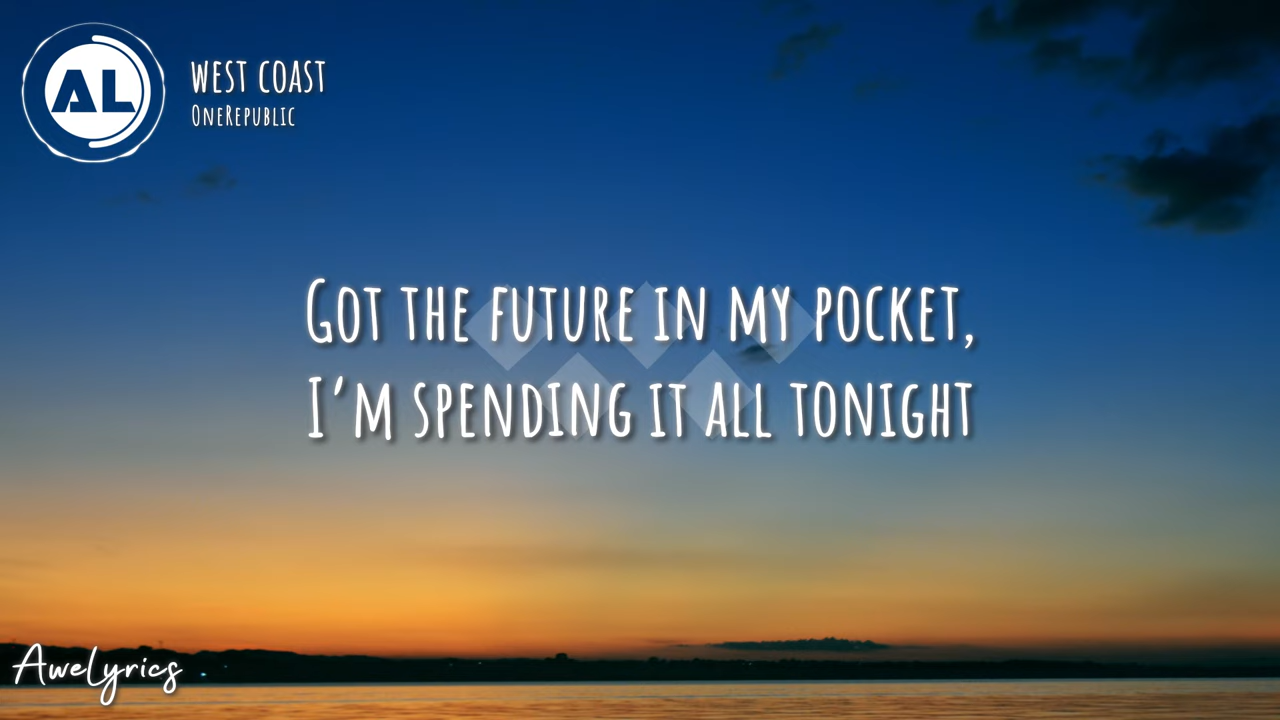 AL
WEST COAST
OneRepublic
Got the future in my pocket,
I'm spending it all tonight
AweLyrics